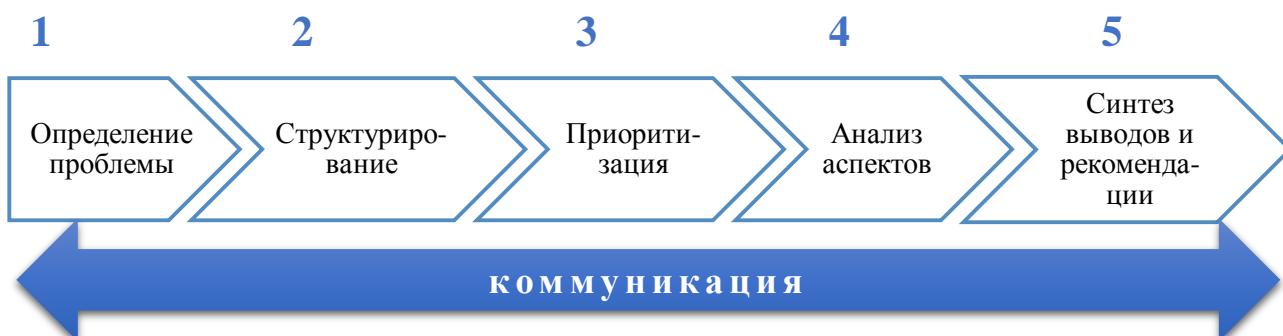 1 2 3 4 5
Определение
проблемы
Структуриро-
вание
Приорити-
зация
Анализ
аспектов
Синтез
выводов и
рекоменда-
ции
коммуникация